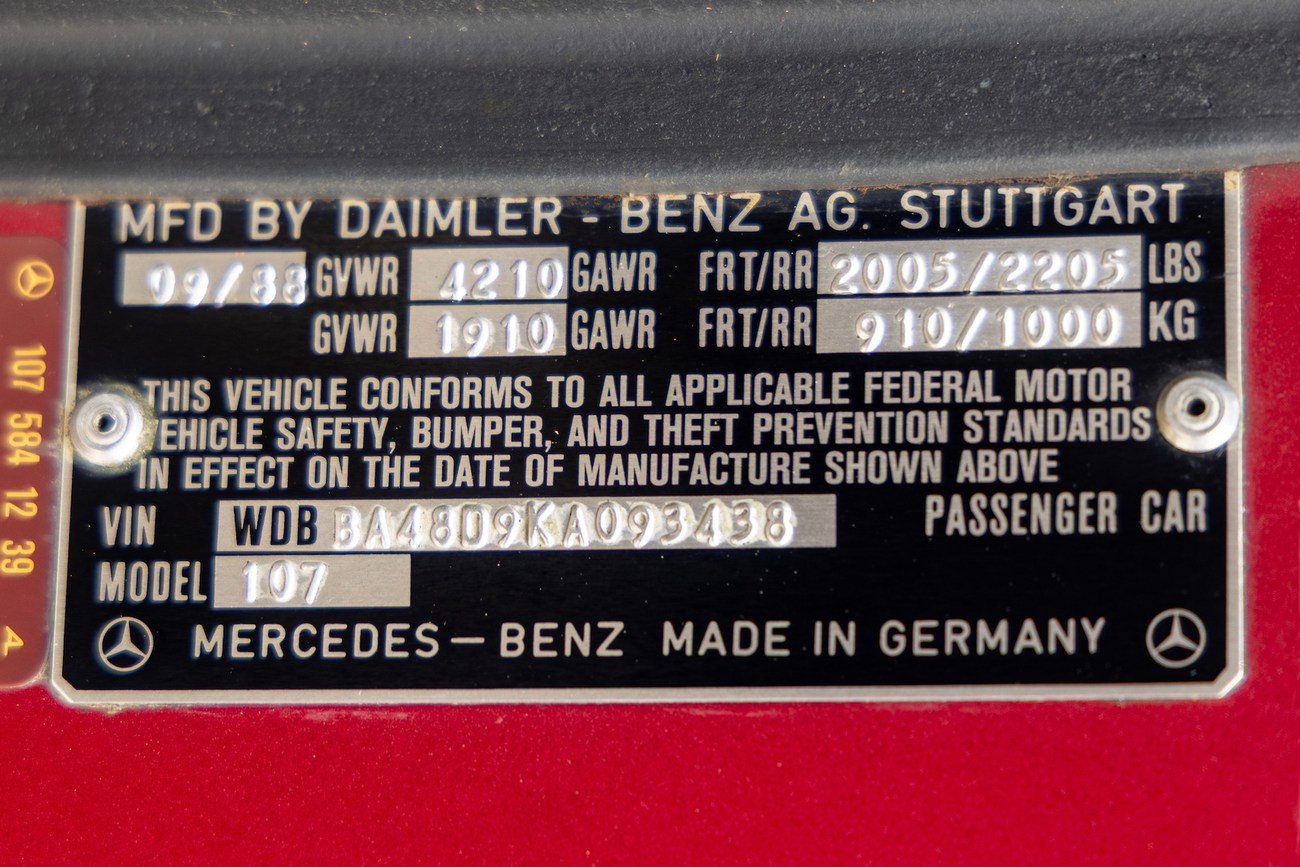 MFD BY DAIMLER - BENZ AG. STUTTGART
09/88 GVWR 4210 GAWR FRT/RR 2005/2205 LBS
GVWR 1910 GAWR FRT/RR 910/1000 KG
THIS VEHICLE CONFORMS TO ALL APPLICABLE FEDERAL MOTOR
VEHICLE SAFETY, BUMPER, AND THEFT PREVENTION STANDARDS
IN EFFECT ON THE DATE OF MANUFACTURE SHOWN ABOVE
VIN WDB BA48D9KA093438 PASSENGER CAR
MODEL 107
MERCEDES-BENZ MADE IN GERMANY
107 584 12 39 4